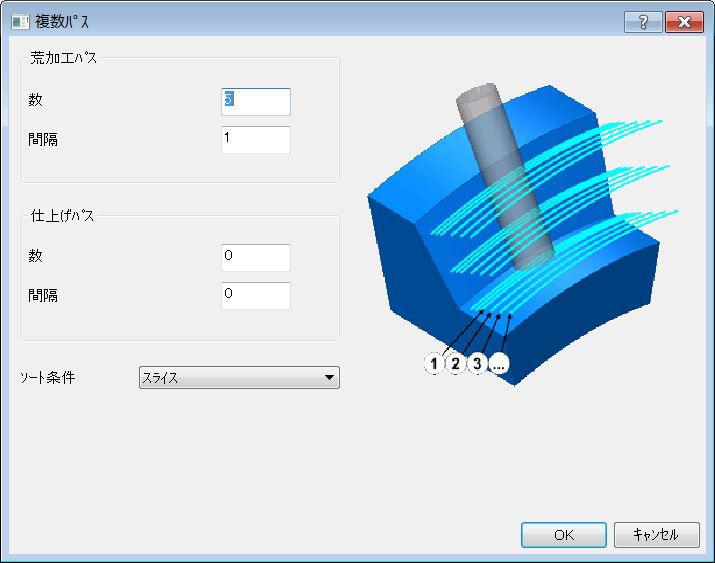 複数ﾊﾟｽ
荒加工ﾊﾟｽ
数 5
間隔 1
仕上げﾊﾟｽ
数 0
間隔 0
ｿｰﾄ条件 ｽﾗｲｽ
1 2 3 ...
OK ｷｬﾝｾﾙ